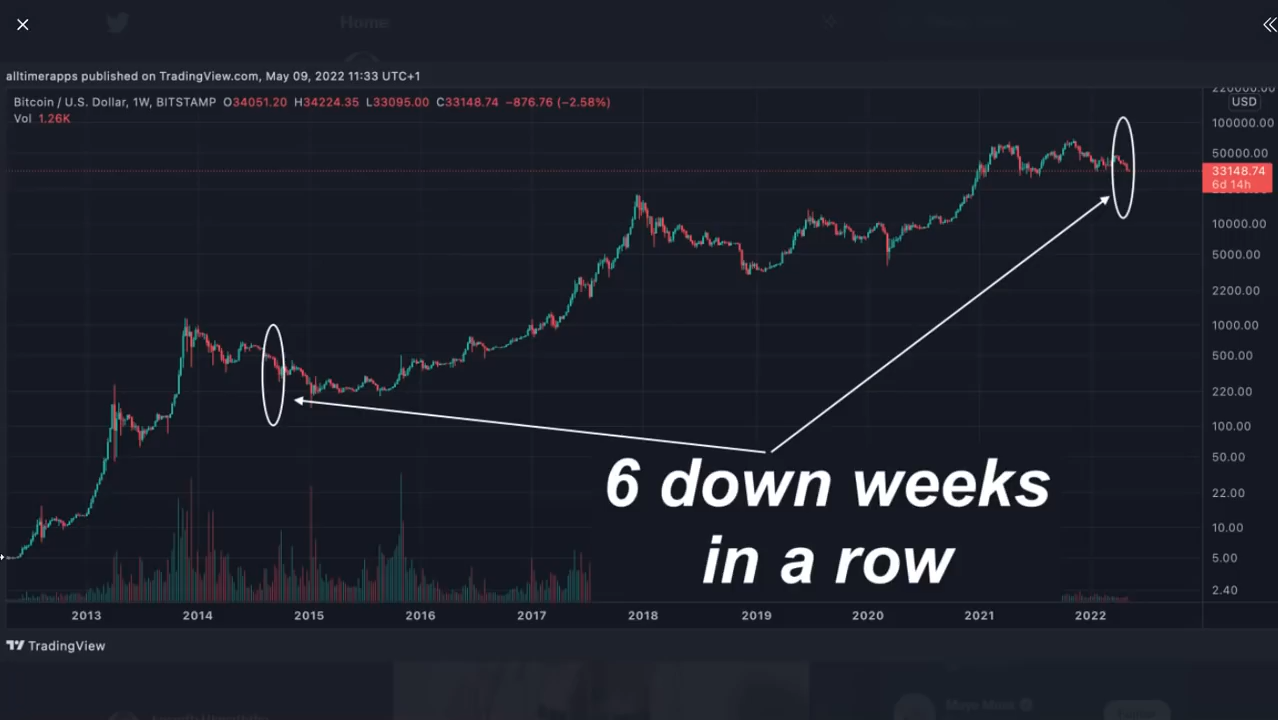 Home
alltimerapps published on TradingView.com, May 09, 2022 11:33 UTC+1
Bitcoin / U.S. Dollar, 1W, BITSTAMP O34051.20 H34224.35 L33095.00 C33148.74 −876.76 (−2.58%)
Vol 1.26K
USD
100000.00
50000.00
33148.74
6d 14h
10000.00
5000.00
2200.00
1000.00
500.00
220.00
100.00
50.00
22.00
10.00
5.00
2.40
6 down weeks
in a row
2013 2014 2015 2016 2017 2018 2019 2020 2021 2022
TradingView